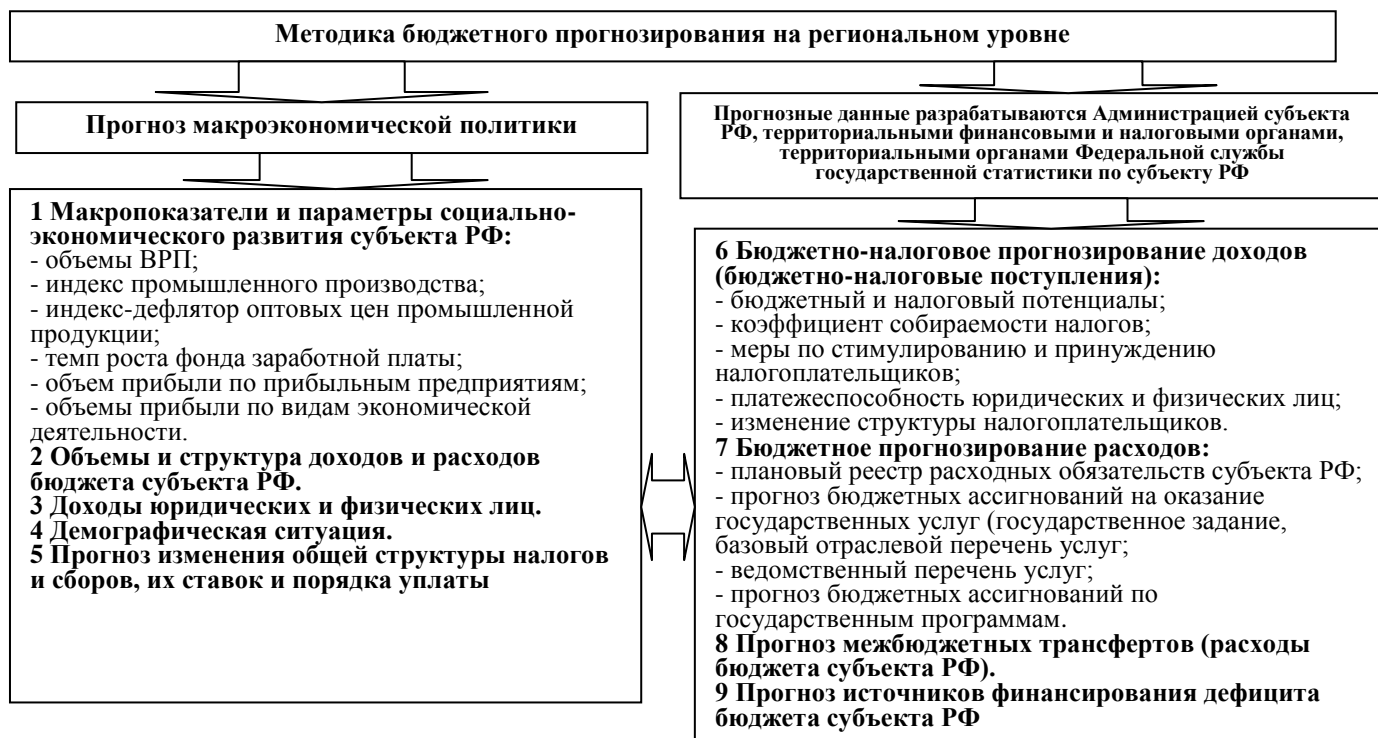 Методика бюджетного прогнозирования на региональном уровне
Прогноз макроэкономической политики
1 Макропоказатели и параметры социально-
экономического развития субъекта РФ:
- объемы ВРП;
- индекс промышленного производства;
- индекс-дефлятор оптовых цен промышленной
продукции;
- темп роста фонда заработной платы;
- объем прибыли по прибыльным предприятиям;
- объемы прибыли по видам экономической
деятельности.
2 Объемы и структура доходов и расходов
бюджета субъекта РФ.
3 Доходы юридических и физических лиц.
4 Демографическая ситуация.
5 Прогноз изменения общей структуры налогов
и сборов, их ставок и порядка уплаты
Прогнозные данные разрабатываются Администрацией субъекта
РФ, территориальными финансовыми и налоговыми органами,
территориальными органами Федеральной службы
государственной статистики по субъекту РФ
6 Бюджетно-налоговое прогнозирование доходов
(бюджетно-налоговые поступления):
- бюджетный и налоговый потенциалы;
- коэффициент собираемости налогов;
- меры по стимулированию и принуждению
налогоплательщиков;
- платежеспособность юридических и физических лиц;
- изменение структуры налогоплательщиков.
7 Бюджетное прогнозирование расходов:
- плановый реестр расходных обязательств субъекта РФ;
- прогноз бюджетных ассигнований на оказание
государственных услуг (государственное задание,
базовый отраслевой перечень услуг;
- ведомственный перечень услуг;
- прогноз бюджетных ассигнований по
государственным программам.
8 Прогноз межбюджетных трансфертов (расходы
бюджета субъекта РФ).
9 Прогноз источников финансирования дефицита
бюджета субъекта РФ